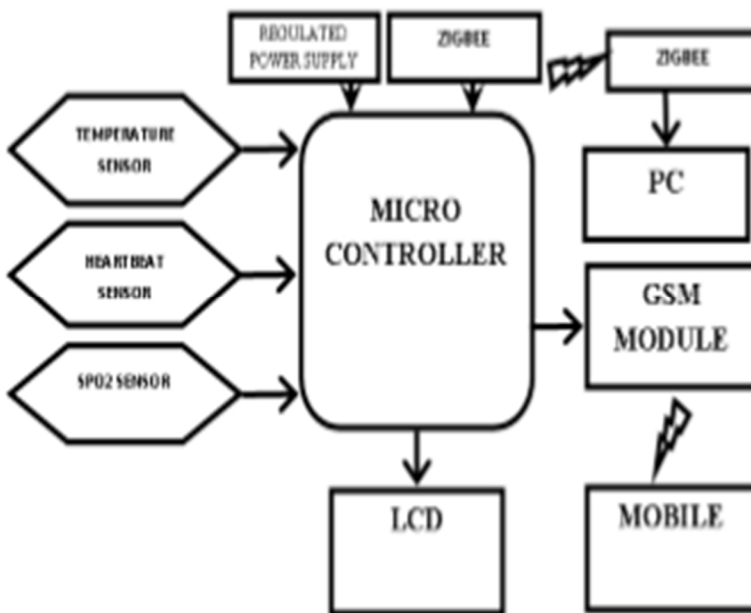 REGULATED
POWER SUPPLY
ZIGBEE
ZIGBEE
TEMPERATURE
SENSOR
PC
MICRO
CONTROLLER
HEARTBEAT
SENSOR
GSM
MODULE
SPO2 SENSOR
LCD
MOBILE